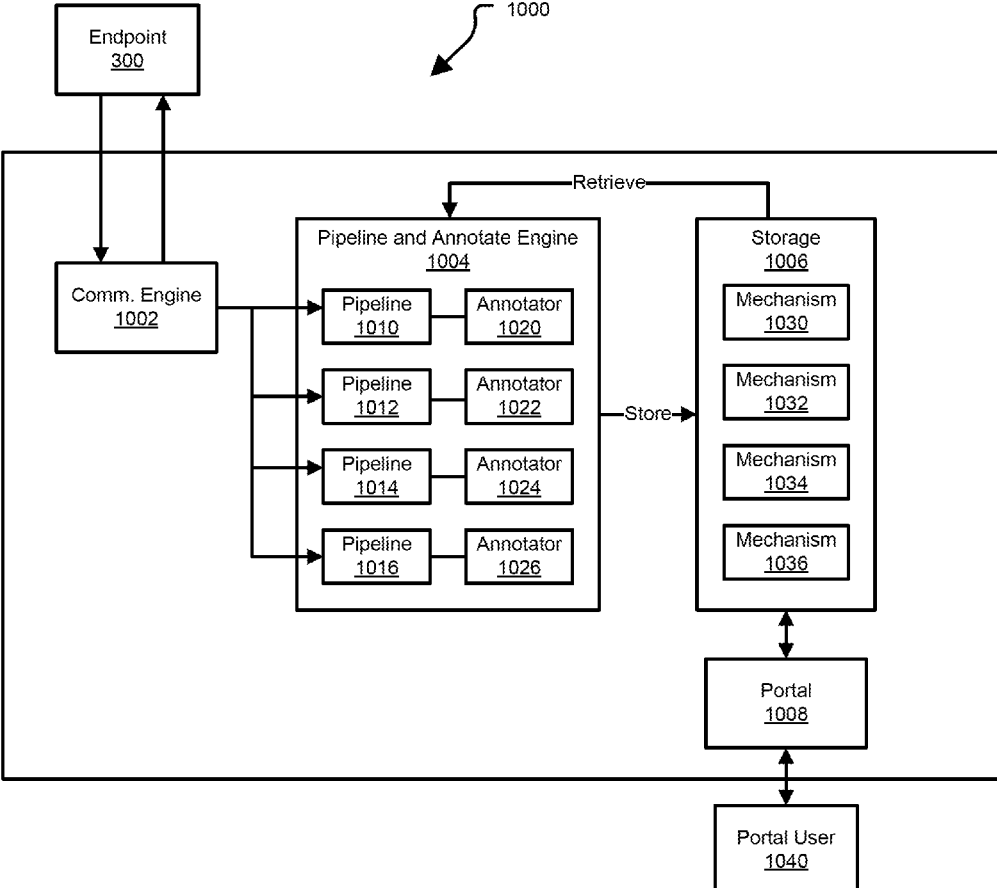 1000
Endpoint
300
Retrieve
Pipeline and Annotate Engine
1004
Storage
1006
Comm. Engine
1002
Pipeline
1010
Annotator
1020
Mechanism
1030
Pipeline
1012
Annotator
1022
Mechanism
1032
Store
Pipeline
1014
Annotator
1024
Mechanism
1034
Pipeline
1016
Annotator
1026
Mechanism
1036
Portal
1008
Portal User
1040